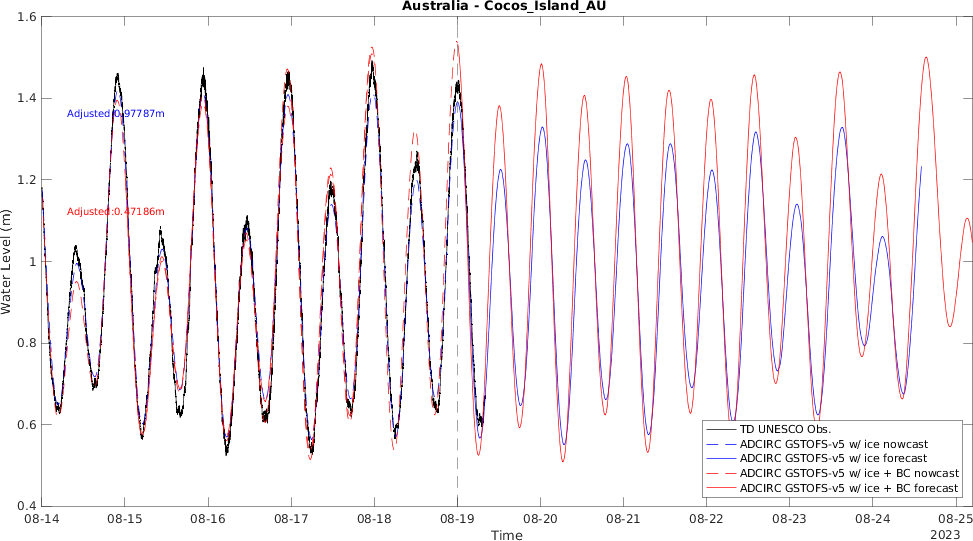 Australia - Cocos_Island_AU
1.6
1.4
1.2
1
0.8
0.6
0.4
Water Level (m)
Adjusted:0.97787m
Adjusted:0.47186m
TD UNESCO Obs.
ADCIRC GSTOFS-v5 w/ ice nowcast
ADCIRC GSTOFS-v5 w/ ice forecast
ADCIRC GSTOFS-v5 w/ ice + BC nowcast
ADCIRC GSTOFS-v5 w/ ice + BC forecast
08-14 08-15 08-16 08-17 08-18 08-19 08-20 08-21 08-22 08-23 08-24 08-25
2023
Time